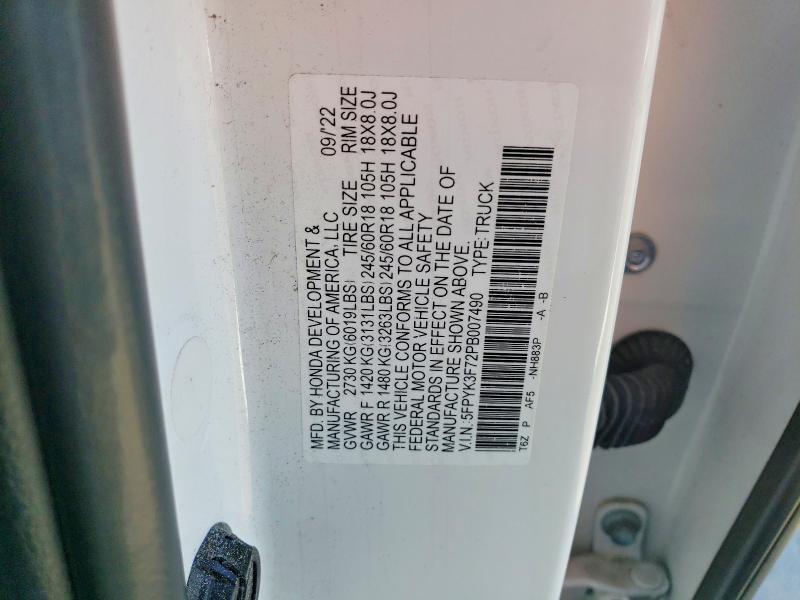 MFD. BY HONDA DEVELOPMENT & 09/'22
MANUFACTURING OF AMERICA, LLC
GVWR 2730 KG(6019LBS) TIRE SIZE RIM SIZE
GAWR F 1420 KG(3131LBS) 245/60R18 105H 18X8.0J
GAWR R 1480 KG(3263LBS) 245/60R18 105H 18X8.0J
THIS VEHICLE CONFORMS TO ALL APPLICABLE
FEDERAL MOTOR VEHICLE SAFETY
STANDARDS IN EFFECT ON THE DATE OF
MANUFACTURE SHOWN ABOVE.
V.I.N.:5FPYK3F72PB007490 TYPE:TRUCK
T6Z P AF5 -NH883P -A -B